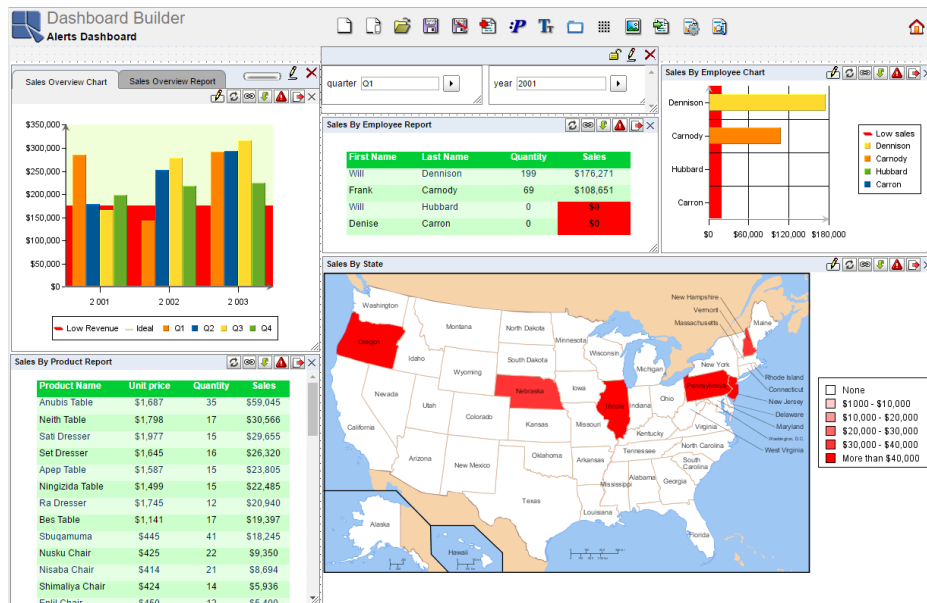 Dashboard Builder
Alerts Dashboard
:P
Tt
Sales Overview Chart
Sales Overview Report
$350,000
$300,000
$250,000
$200,000
$150,000
$100,000
$50,000
$0
2 001 2 002 2 003
Low Revenue Ideal Q1 Q2 Q3 Q4
quarter Q1
year 2001
Sales By Employee Report
First Name Last Name Quantity Sales
Will Dennison 199 $176,271
Frank Carnody 69 $108,651
Will Hubbard 0 $0
Denise Carron 0 $0
Sales By Employee Chart
Dennison
Carnody
Hubbard
Carron
$0 $60,000 $120,000 $180,000
Low sales
Dennison
Carnody
Hubbard
Carron
Sales By Product Report
Product Name Unit price Quantity Sales
Anubis Table $1,687 35 $59,045
Neith Table $1,798 17 $30,566
Sati Dresser $1,977 15 $29,655
Set Dresser $1,645 16 $26,320
Apep Table $1,587 15 $23,805
Ningizida Table $1,499 15 $22,485
Ra Dresser $1,745 12 $20,940
Bes Table $1,141 17 $19,397
Sbuqamuma $445 41 $18,245
Nusku Chair $425 22 $9,350
Nisaba Chair $414 21 $8,694
Shimaliya Chair $424 14 $5,936
Enlil Chair $450 12 $5,400
Sales By State
Washington
Oregon
Idaho
Montana
North Dakota
South Dakota
Minnesota
Wisconsin
Michigan
Wyoming
Nebraska
Iowa
Nevada
Utah
Colorado
Kansas
Missouri
Illinois
Indiana
Ohio
Pennsylvania
New York
Maine
New Hampshire
Vermont
Massachusetts
Rhode Island
Connecticut
New Jersey
Delaware
Maryland
Washington, D.C.
West Virginia
Virginia
Kentucky
North Carolina
Tennessee
South
Carolina
California
Arizona
New Mexico
Oklahoma
Arkansas
Mississippi
Alabama
Georgia
Texas
Louisiana
Florida
Alaska
Hawaii
None
$1000 - $10,000
$10,000 - $20,000
$20,000 - $30,000
$30,000 - $40,000
More than $40,000